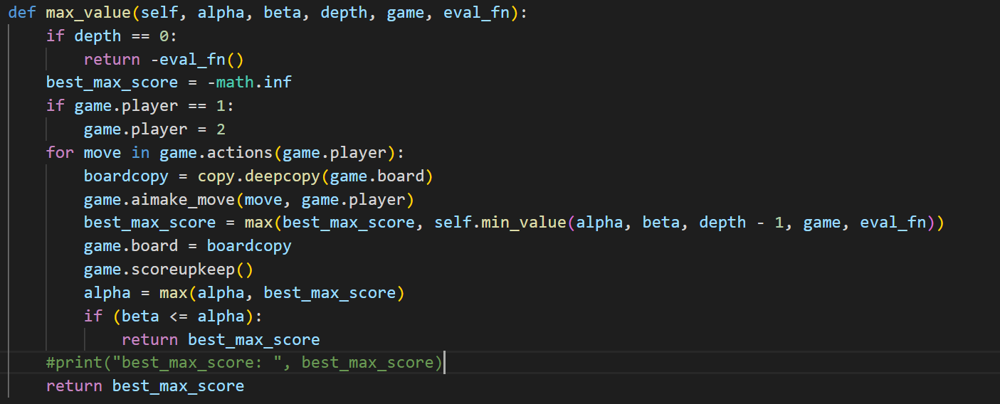 def max_value(self, alpha, beta, depth, game, eval_fn):
    if depth == 0:
        return -eval_fn()
    best_max_score = -math.inf
    if game.player == 1:
        game.player = 2
    for move in game.actions(game.player):
        boardcopy = copy.deepcopy(game.board)
        game.aimake_move(move, game.player)
        best_max_score = max(best_max_score, self.min_value(alpha, beta, depth - 1, game, eval_fn))
        game.board = boardcopy
        game.scoreupkeep()
        alpha = max(alpha, best_max_score)
        if (beta <= alpha):
            return best_max_score
    #print("best_max_score: ", best_max_score)
    return best_max_score